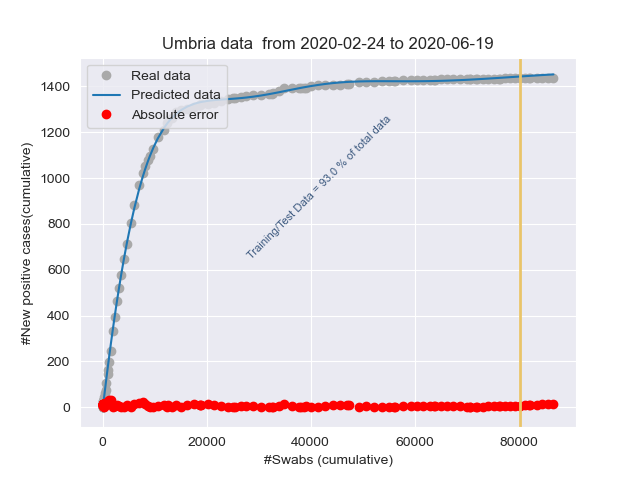 Umbria data  from 2020-02-24 to 2020-06-19
Real data
Predicted data
Absolute error
Training/Test Data = 93.0 % of total data
#New positive cases(cumulative)
1400
1200
1000
800
600
400
200
0
0
20000
40000
60000
80000
#Swabs (cumulative)